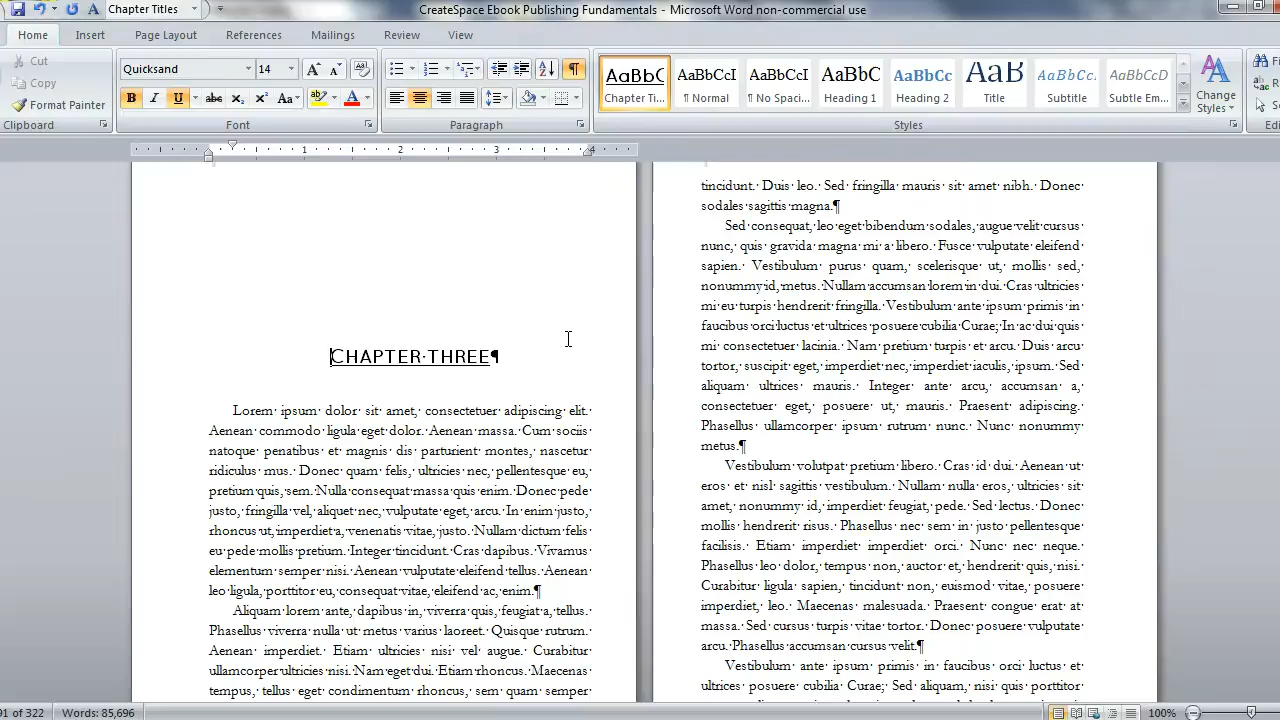 Chapter Titles
CreateSpace Ebook Publishing Fundamentals - Microsoft Word non-commercial use
Home Insert Page Layout References Mailings Review View
Cut
Copy
Format Painter
Clipboard
Quicksand 14
Font
Paragraph
AaBbC AaBbCcI AaBbCcI AaBbC AaBbCc AaB AaBbCc. AaBbCcD
Chapter Ti... ¶ Normal ¶ No Spaci... Heading 1 Heading 2 Title Subtitle Subtle Em...
Change
Styles
Styles
1 2 3 4
CHAPTER·THREE¶
Lorem ipsum dolor sit amet, consectetuer adipiscing elit.
Aenean commodo ligula eget dolor. Aenean massa. Cum sociis
natoque penatibus et magnis dis parturient montes, nascetur
ridiculus mus. Donec quam felis, ultricies nec, pellentesque eu,
pretium quis, sem. Nulla consequat massa quis enim. Donec pede
justo, fringilla vel, aliquet nec, vulputate eget, arcu. In enim justo,
rhoncus ut, imperdiet a, venenatis vitae, justo. Nullam dictum felis
eu pede mollis pretium. Integer tincidunt. Cras dapibus. Vivamus
elementum semper nisi. Aenean vulputate eleifend tellus. Aenean
leo ligula, porttitor eu, consequat vitae, eleifend ac, enim.¶
Aliquam lorem ante, dapibus in, viverra quis, feugiat a, tellus.
Phasellus viverra nulla ut metus varius laoreet. Quisque rutrum.
Aenean imperdiet. Etiam ultricies nisi vel augue. Curabitur
ullamcorper ultricies nisi. Nam eget dui. Etiam rhoncus. Maecenas
tempus, tellus eget condimentum rhoncus, sem quam semper
tincidunt. Duis leo. Sed fringilla mauris sit amet nibh. Donec
sodales sagittis magna.¶
Sed consequat, leo eget bibendum sodales, augue velit cursus
nunc, quis gravida magna mi a libero. Fusce vulputate eleifend
sapien. Vestibulum purus quam, scelerisque ut, mollis sed,
nonummy id, metus. Nullam accumsan lorem in dui. Cras ultricies
mi eu turpis hendrerit fringilla. Vestibulum ante ipsum primis in
faucibus orci luctus et ultrices posuere cubilia Curae; In ac dui quis
mi consectetuer lacinia. Nam pretium turpis et arcu. Duis arcu
tortor, suscipit eget, imperdiet nec, imperdiet iaculis, ipsum. Sed
aliquam ultrices mauris. Integer ante arcu, accumsan a,
consectetuer eget, posuere ut, mauris. Praesent adipiscing.
Phasellus ullamcorper ipsum rutrum nunc. Nunc nonummy
metus.¶
Vestibulum volutpat pretium libero. Cras id dui. Aenean ut
eros et nisl sagittis vestibulum. Nullam nulla eros, ultricies sit
amet, nonummy id, imperdiet feugiat, pede. Sed lectus. Donec
mollis hendrerit risus. Phasellus nec sem in justo pellentesque
facilisis. Etiam imperdiet imperdiet orci. Nunc nec neque.
Phasellus leo dolor, tempus non, auctor et, hendrerit quis, nisi.
Curabitur ligula sapien, tincidunt non, euismod vitae, posuere
imperdiet, leo. Maecenas malesuada. Praesent congue erat at
massa. Sed cursus turpis vitae tortor. Donec posuere vulputate
arcu. Phasellus accumsan cursus velit.¶
Vestibulum ante ipsum primis in faucibus orci luctus et
ultrices posuere cubilia Curae; Sed aliquam, nisi quis porttitor
91 of 322 Words: 85,696 100%